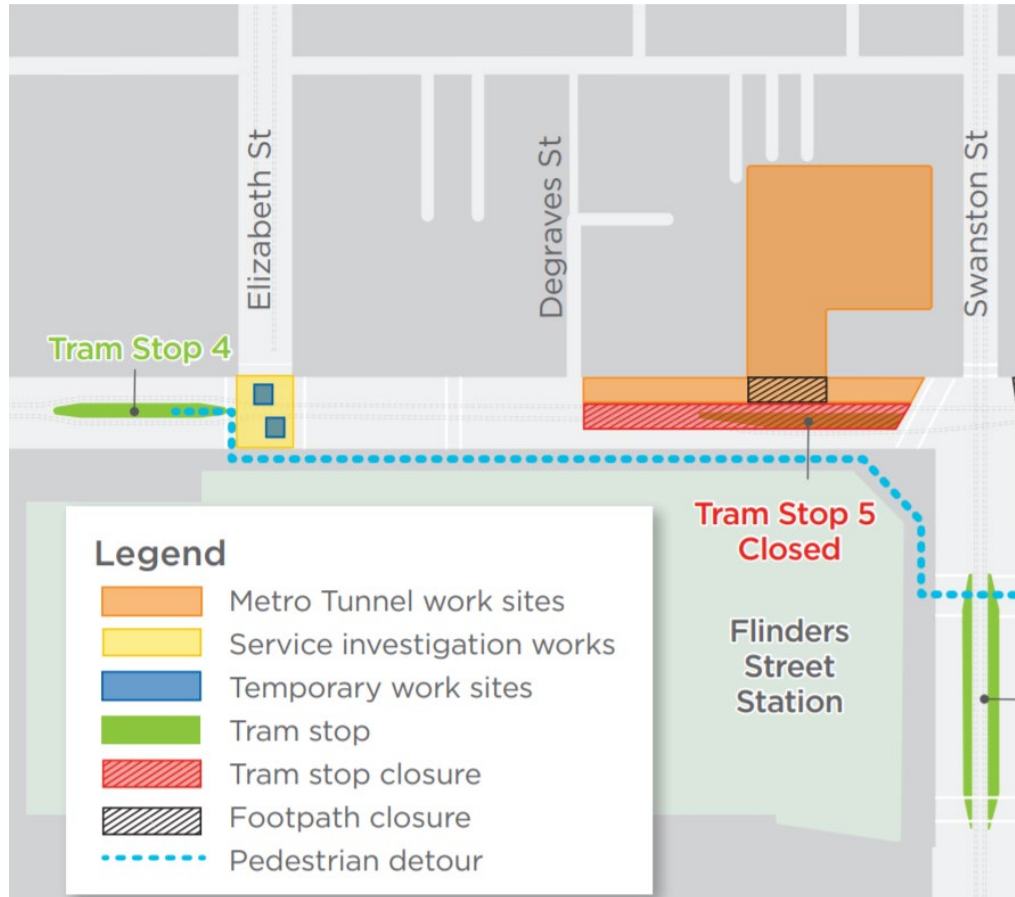 Elizabeth St
Degraves St
Swanston St
Tram Stop 4
Tram Stop 5
Closed
Flinders
Street
Station
Legend
Metro Tunnel work sites
Service investigation works
Temporary work sites
Tram stop
Tram stop closure
Footpath closure
Pedestrian detour